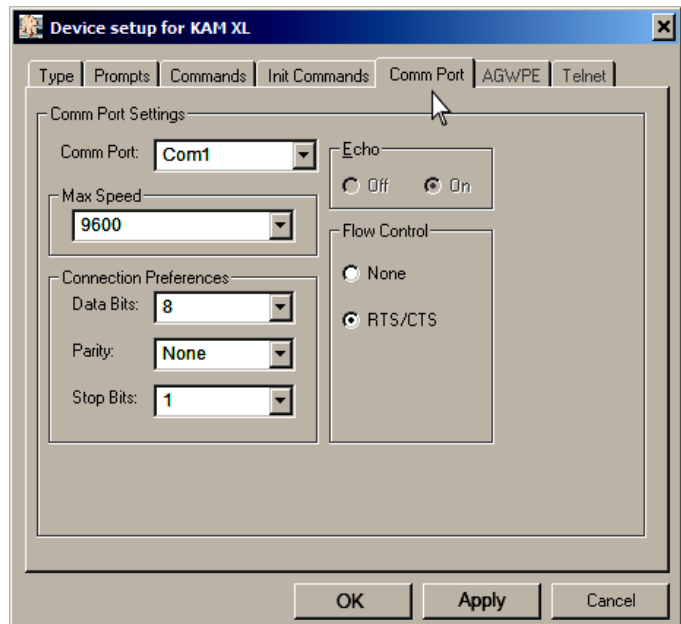 Device setup for KAM XL
Type Prompts Commands Init Commands Comm Port AGWPE Telnet
Comm Port Settings
Comm Port: Com1
Max Speed
9600
Connection Preferences
Data Bits: 8
Parity: None
Stop Bits: 1
Echo
Off On
Flow Control
None
RTS/CTS
OK Apply Cancel